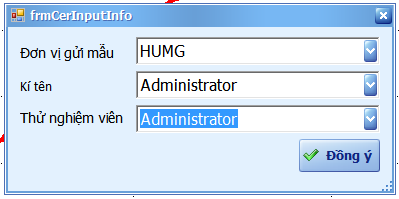 frmCerInputInfo
Đơn vị gửi mẫu HUMG
Kí tên Administrator
Thử nghiệm viên Administrator
Đồng ý